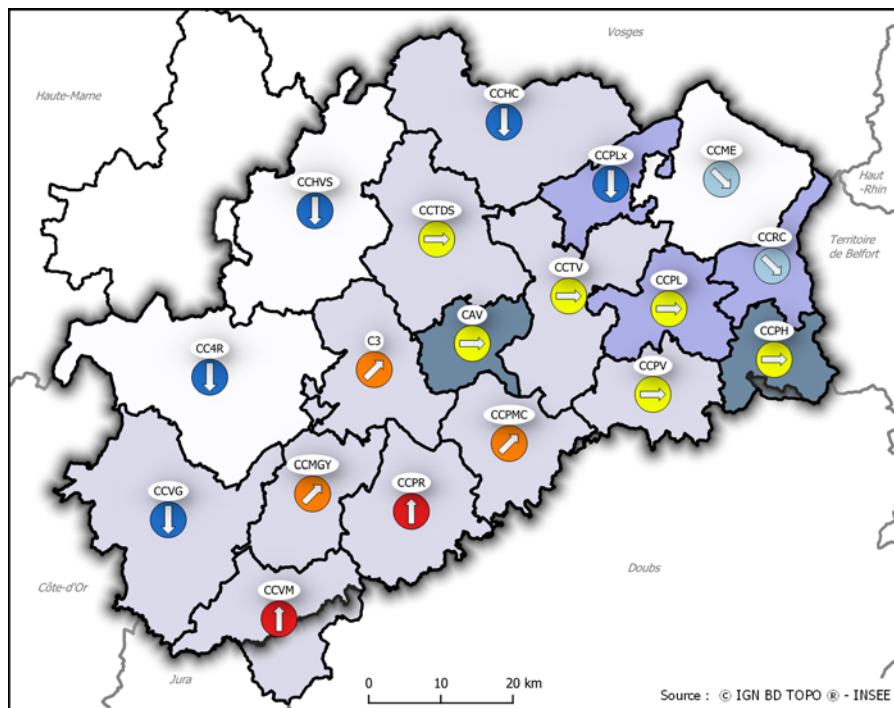 Vosges
Haute-Marne
CCHC
CCPLx
CCME
Haut
-Rhin
CCHVS
CCTDS
CCRC
Territoire
de Belfort
CCTV
CCPL
CAV
C3
CCPH
CC4R
CCPV
CCPMC
CCMGY
CCPR
CCVG
Doubs
Côte-d'Or
CCVM
Jura
0 10 20 km
Source : © IGN BD TOPO ® - INSEE